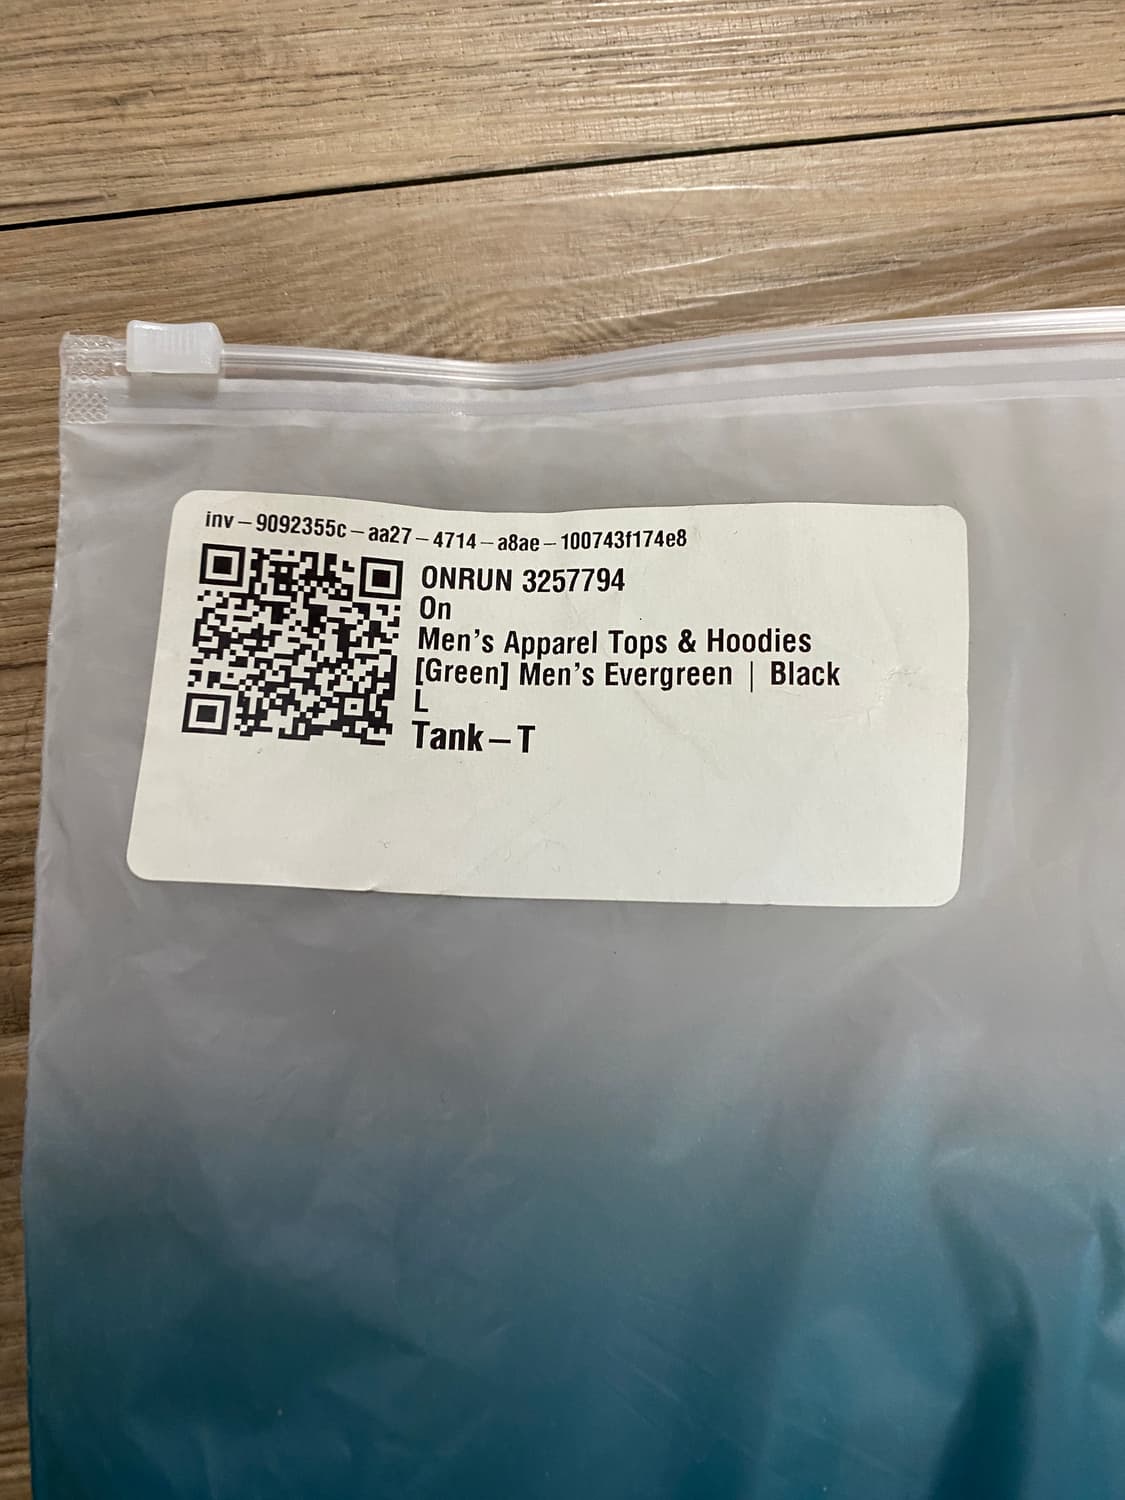 inv-9092355c-aa27-4714-a8ae-100743f174e8
ONRUN 3257794
On
Men's Apparel Tops & Hoodies
[Green] Men's Evergreen | Black
L
Tank-T